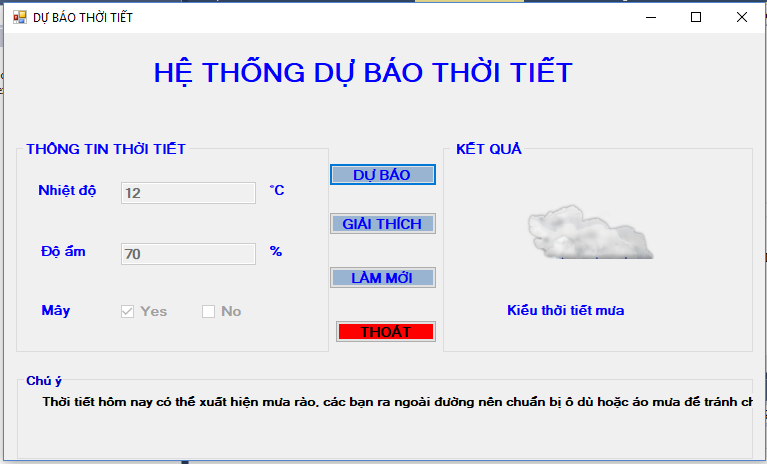 DỰ BÁO THỜI TIẾT
HỆ THỐNG DỰ BÁO THỜI TIẾT
THÔNG TIN THỜI TIẾT
Nhiệt độ 12 °C
Độ ẩm 70 %
Mây Yes No
DỰ BÁO
GIẢI THÍCH
LÀM MỚI
THOÁT
KẾT QUẢ
Kiểu thời tiết mưa
Chú ý
Thời tiết hôm nay có thể xuất hiện mưa rào, các bạn ra ngoài đường nên chuẩn bị ô dù hoặc áo mưa để tránh